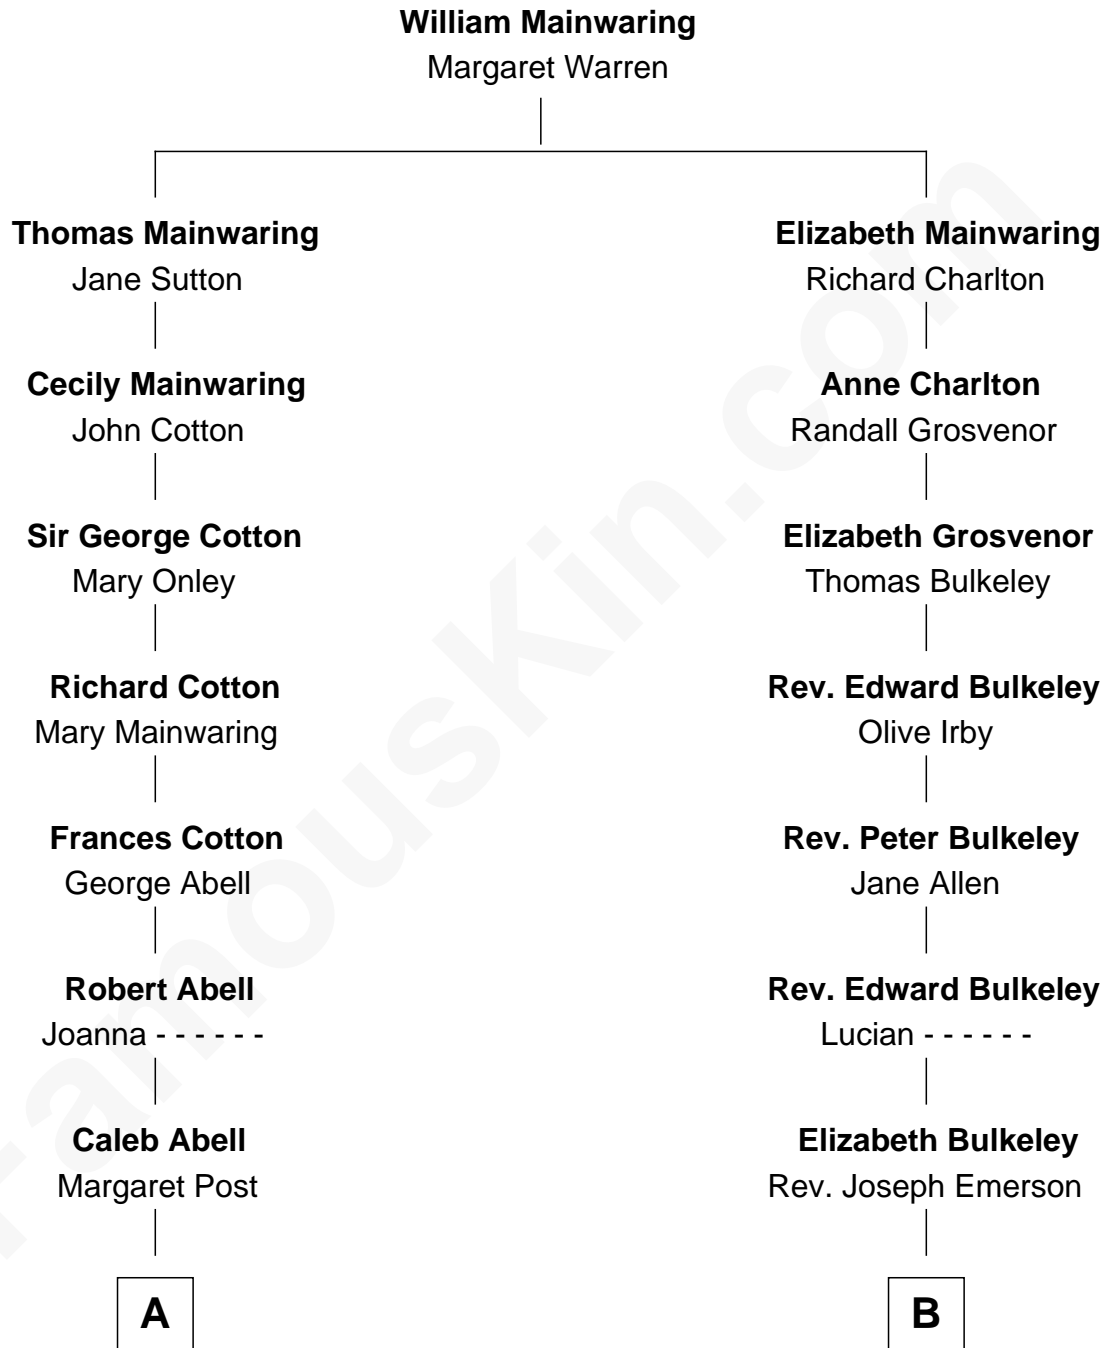 William Mainwaring
Margaret Warren
Thomas Mainwaring
Jane Sutton
Cecily Mainwaring
John Cotton
Sir George Cotton
Mary Onley
Richard Cotton
Mary Mainwaring
Frances Cotton
George Abell
Robert Abell
Joanna - - - - - -
Caleb Abell
Margaret Post
A
Elizabeth Mainwaring
Richard Charlton
Anne Charlton
Randall Grosvenor
Elizabeth Grosvenor
Thomas Bulkeley
Rev. Edward Bulkeley
Olive Irby
Rev. Peter Bulkeley
Jane Allen
Rev. Edward Bulkeley
Lucian - - - - - -
Elizabeth Bulkeley
Rev. Joseph Emerson
B
FamousKin.com